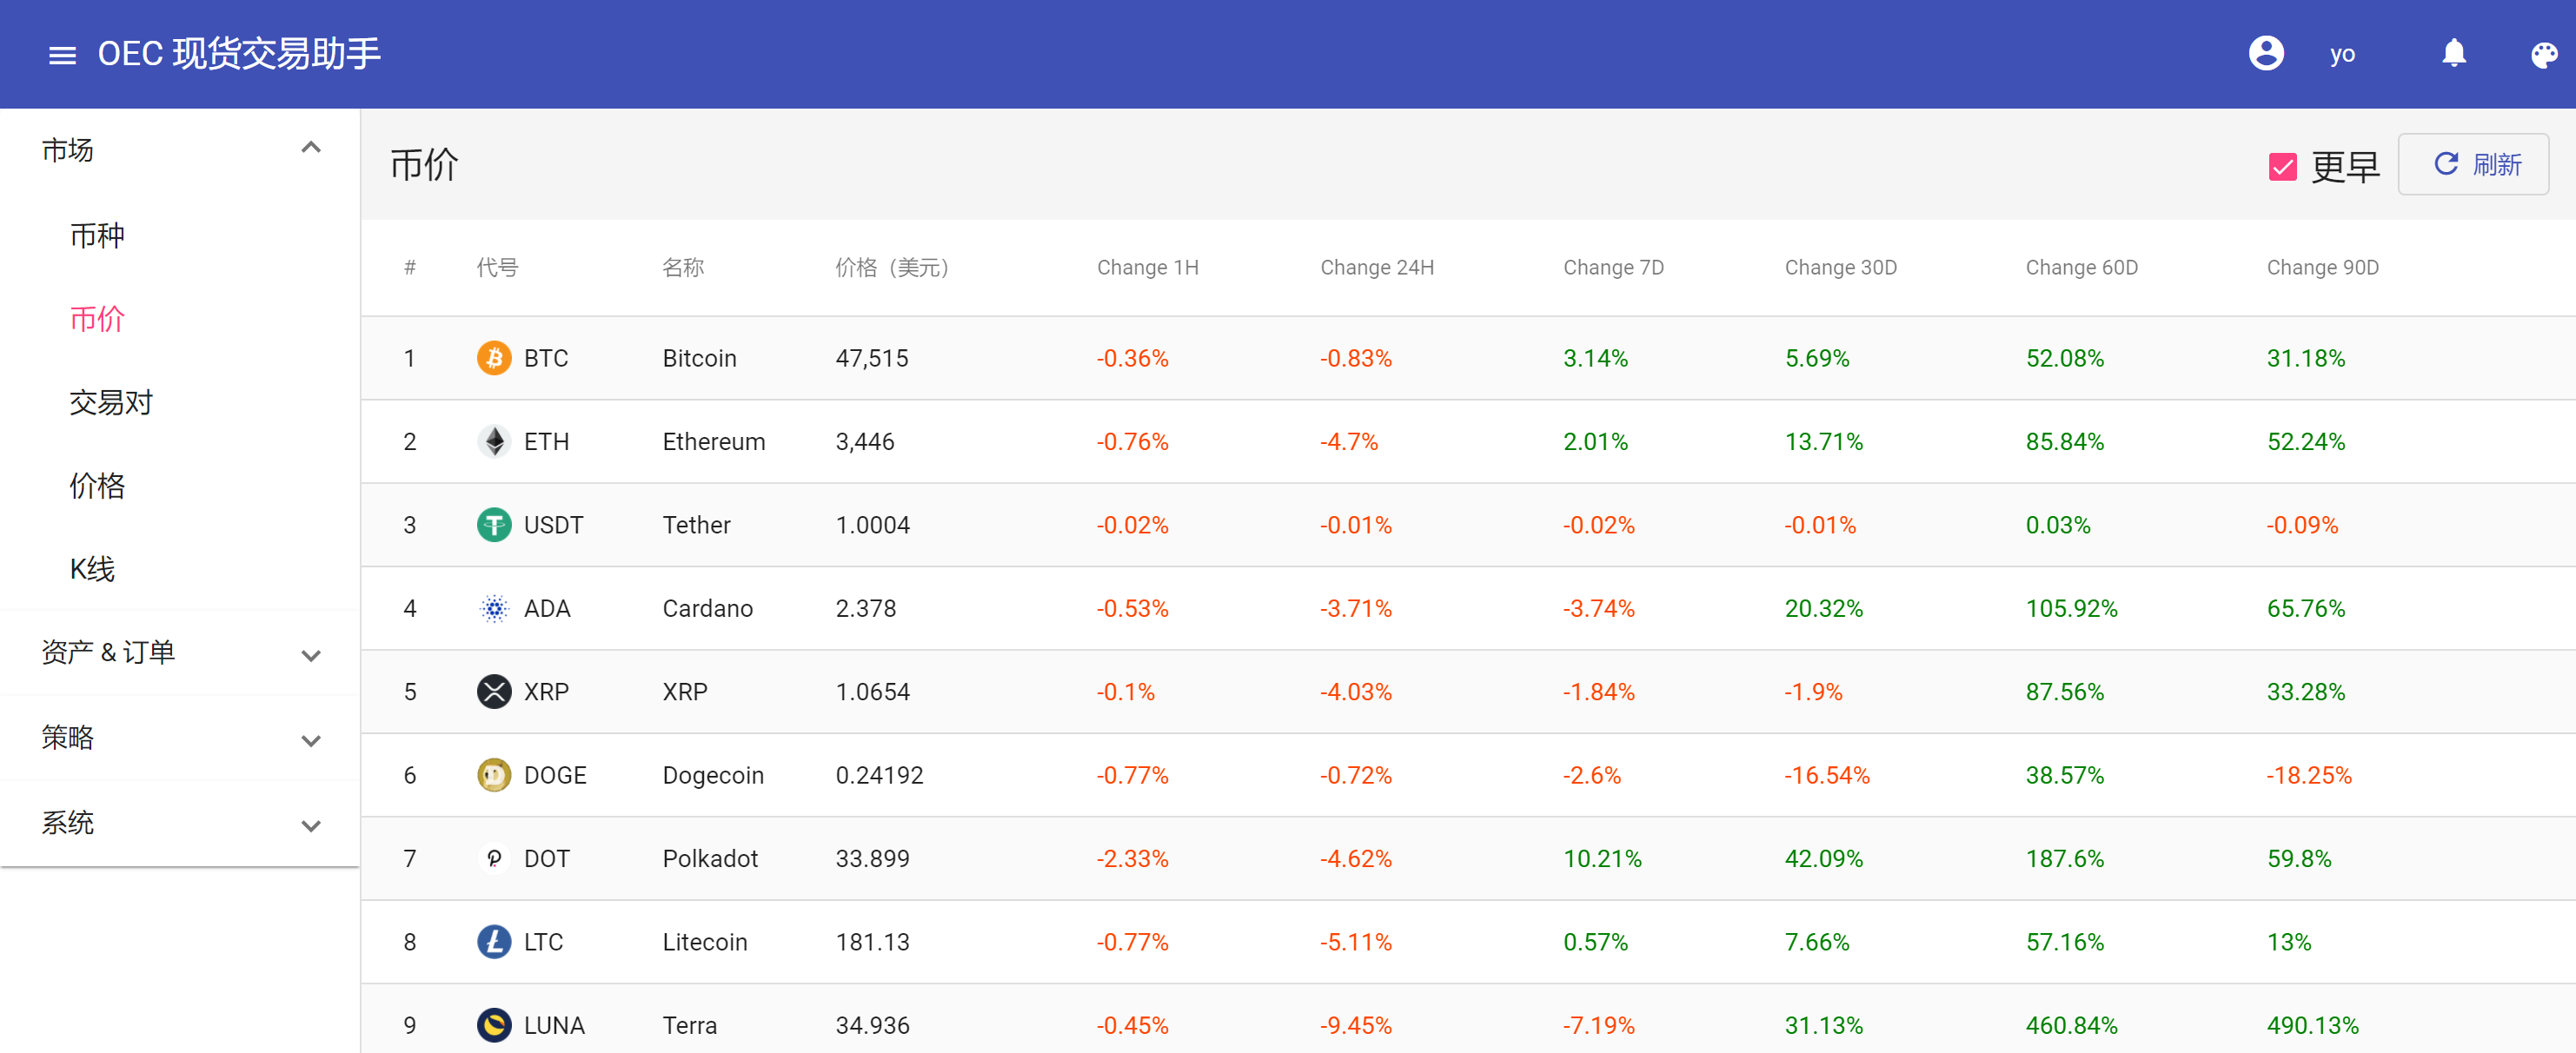 OEC 现货交易助手 yo
市场
币种
币价
交易对
价格
K线
资产 & 订单
策略
系统
币价 更早 刷新
# 代号 名称 价格（美元） Change 1H Change 24H Change 7D Change 30D Change 60D Change 90D
1 BTC Bitcoin 47,515 -0.36% -0.83% 3.14% 5.69% 52.08% 31.18%
2 ETH Ethereum 3,446 -0.76% -4.7% 2.01% 13.71% 85.84% 52.24%
3 USDT Tether 1.0004 -0.02% -0.01% -0.02% -0.01% 0.03% -0.09%
4 ADA Cardano 2.378 -0.53% -3.71% -3.74% 20.32% 105.92% 65.76%
5 XRP XRP 1.0654 -0.1% -4.03% -1.84% -1.9% 87.56% 33.28%
6 DOGE Dogecoin 0.24192 -0.77% -0.72% -2.6% -16.54% 38.57% -18.25%
7 DOT Polkadot 33.899 -2.33% -4.62% 10.21% 42.09% 187.6% 59.8%
8 LTC Litecoin 181.13 -0.77% -5.11% 0.57% 7.66% 57.16% 13%
9 LUNA Terra 34.936 -0.45% -9.45% -7.19% 31.13% 460.84% 490.13%